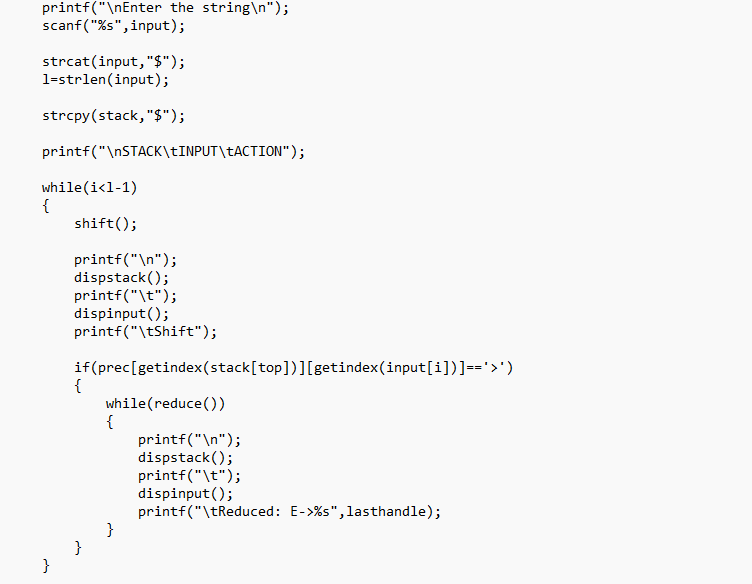 printf("\nEnter the string\n");
scanf("%s",input);
strcat(input,"$");
l=strlen(input);
strcpy(stack,"$");
printf("\nSTACK\tINPUT\tACTION");
while(i<l-1)
{
shift();
printf("\n");
dispstack();
printf("\t");
dispinput();
printf("\tShift");
if(prec[getindex(stack[top])][getindex(input[i])]=='>')
{
while(reduce())
{
printf("\n");
dispstack();
printf("\t");
dispinput();
printf("\tReduced: E->%s",lasthandle);
}
}
}